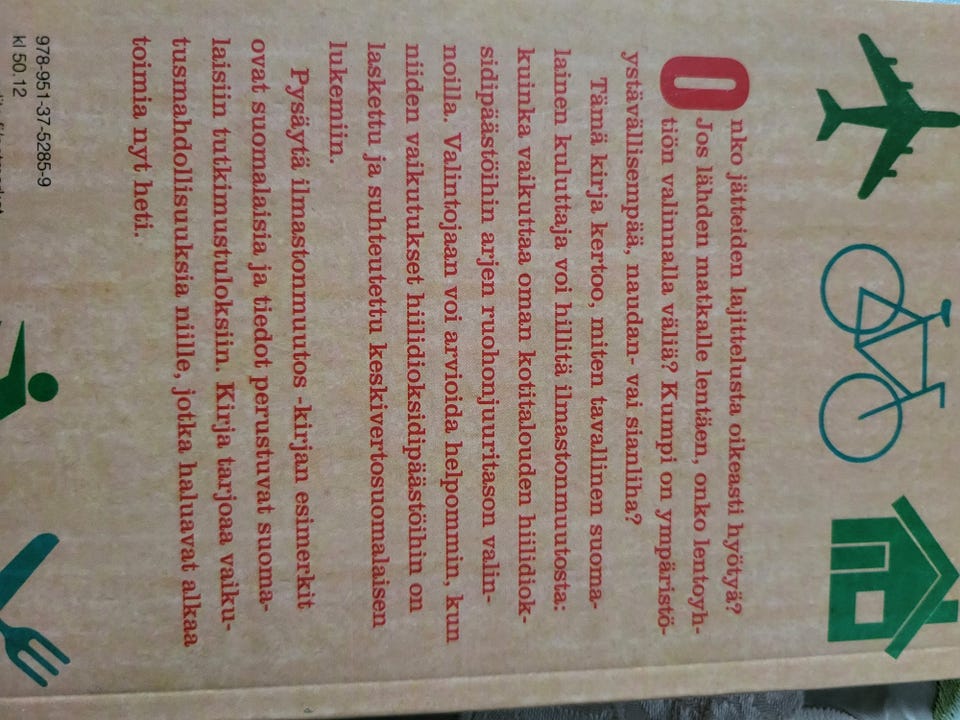 Onko jätteiden lajittelusta oikeasti hyötyä?
Jos lähden matkalle lentäen, onko lentoyh-
tiön valinnalla väliä? Kumpi on ympäristö-
ystävällisempää, naudan- vai sianliha?
Tämä kirja kertoo, miten tavallinen suoma-
lainen kuluttaja voi hillitä ilmastonmuutosta:
kuinka vaikuttaa oman kotitalouden hiilidiok-
sidipäästöihin arjen ruohonjuuritason valin-
noilla. Valintojaan voi arvioida helpommin, kun
niiden vaikutukset hiilidioksidipäästöihin on
laskettu ja suhteutettu keskivertosuomalaisen
lukemiin.
Pysäytä ilmastonmuutos -kirjan esimerkit
ovat suomalaisia ja tiedot perustuvat suoma-
laisiin tutkimustuloksiin. Kirja tarjoaa vaiku-
tusmahdollisuuksia niille, jotka haluavat alkaa
toimia nyt heti.
978-951-37-5285-9
kl 50.12